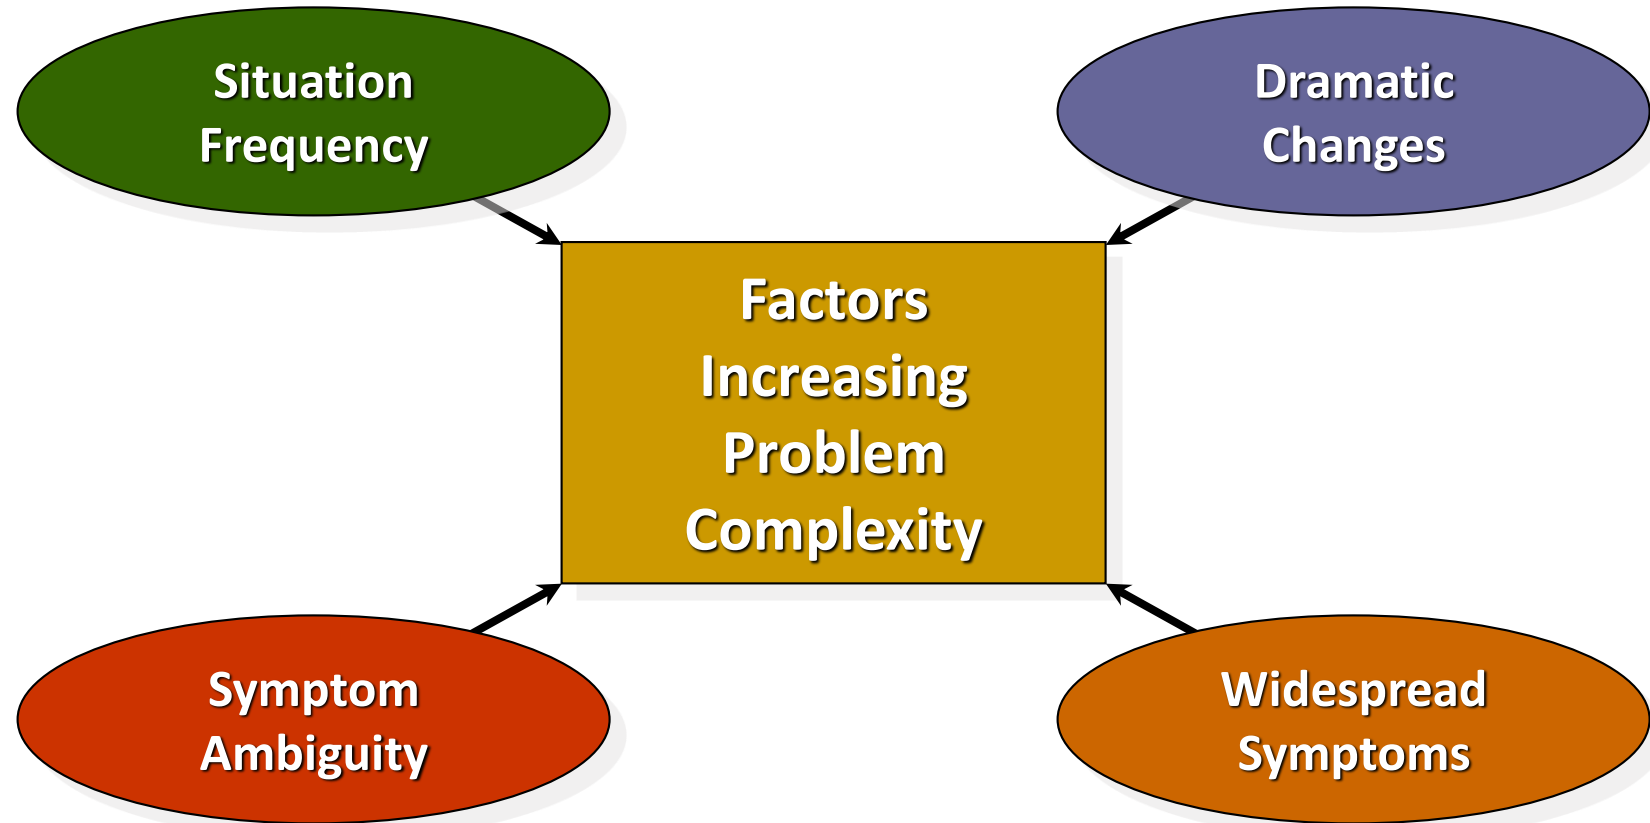 Situation
Frequency
Dramatic
Changes
Factors
Increasing
Problem
Complexity
Symptom
Ambiguity
Widespread
Symptoms